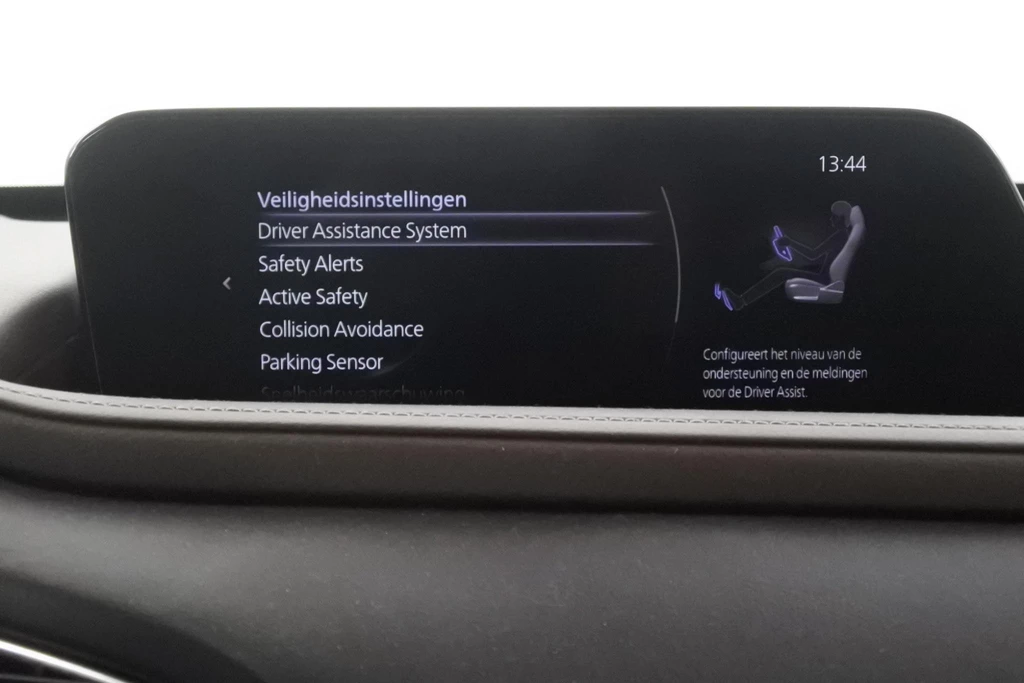 13:44
Veiligheidsinstellingen
Driver Assistance System
Safety Alerts
Active Safety
Collision Avoidance
Parking Sensor
Snelheidswaarschuwing
Configureert het niveau van de
ondersteuning en de meldingen
voor de Driver Assist.